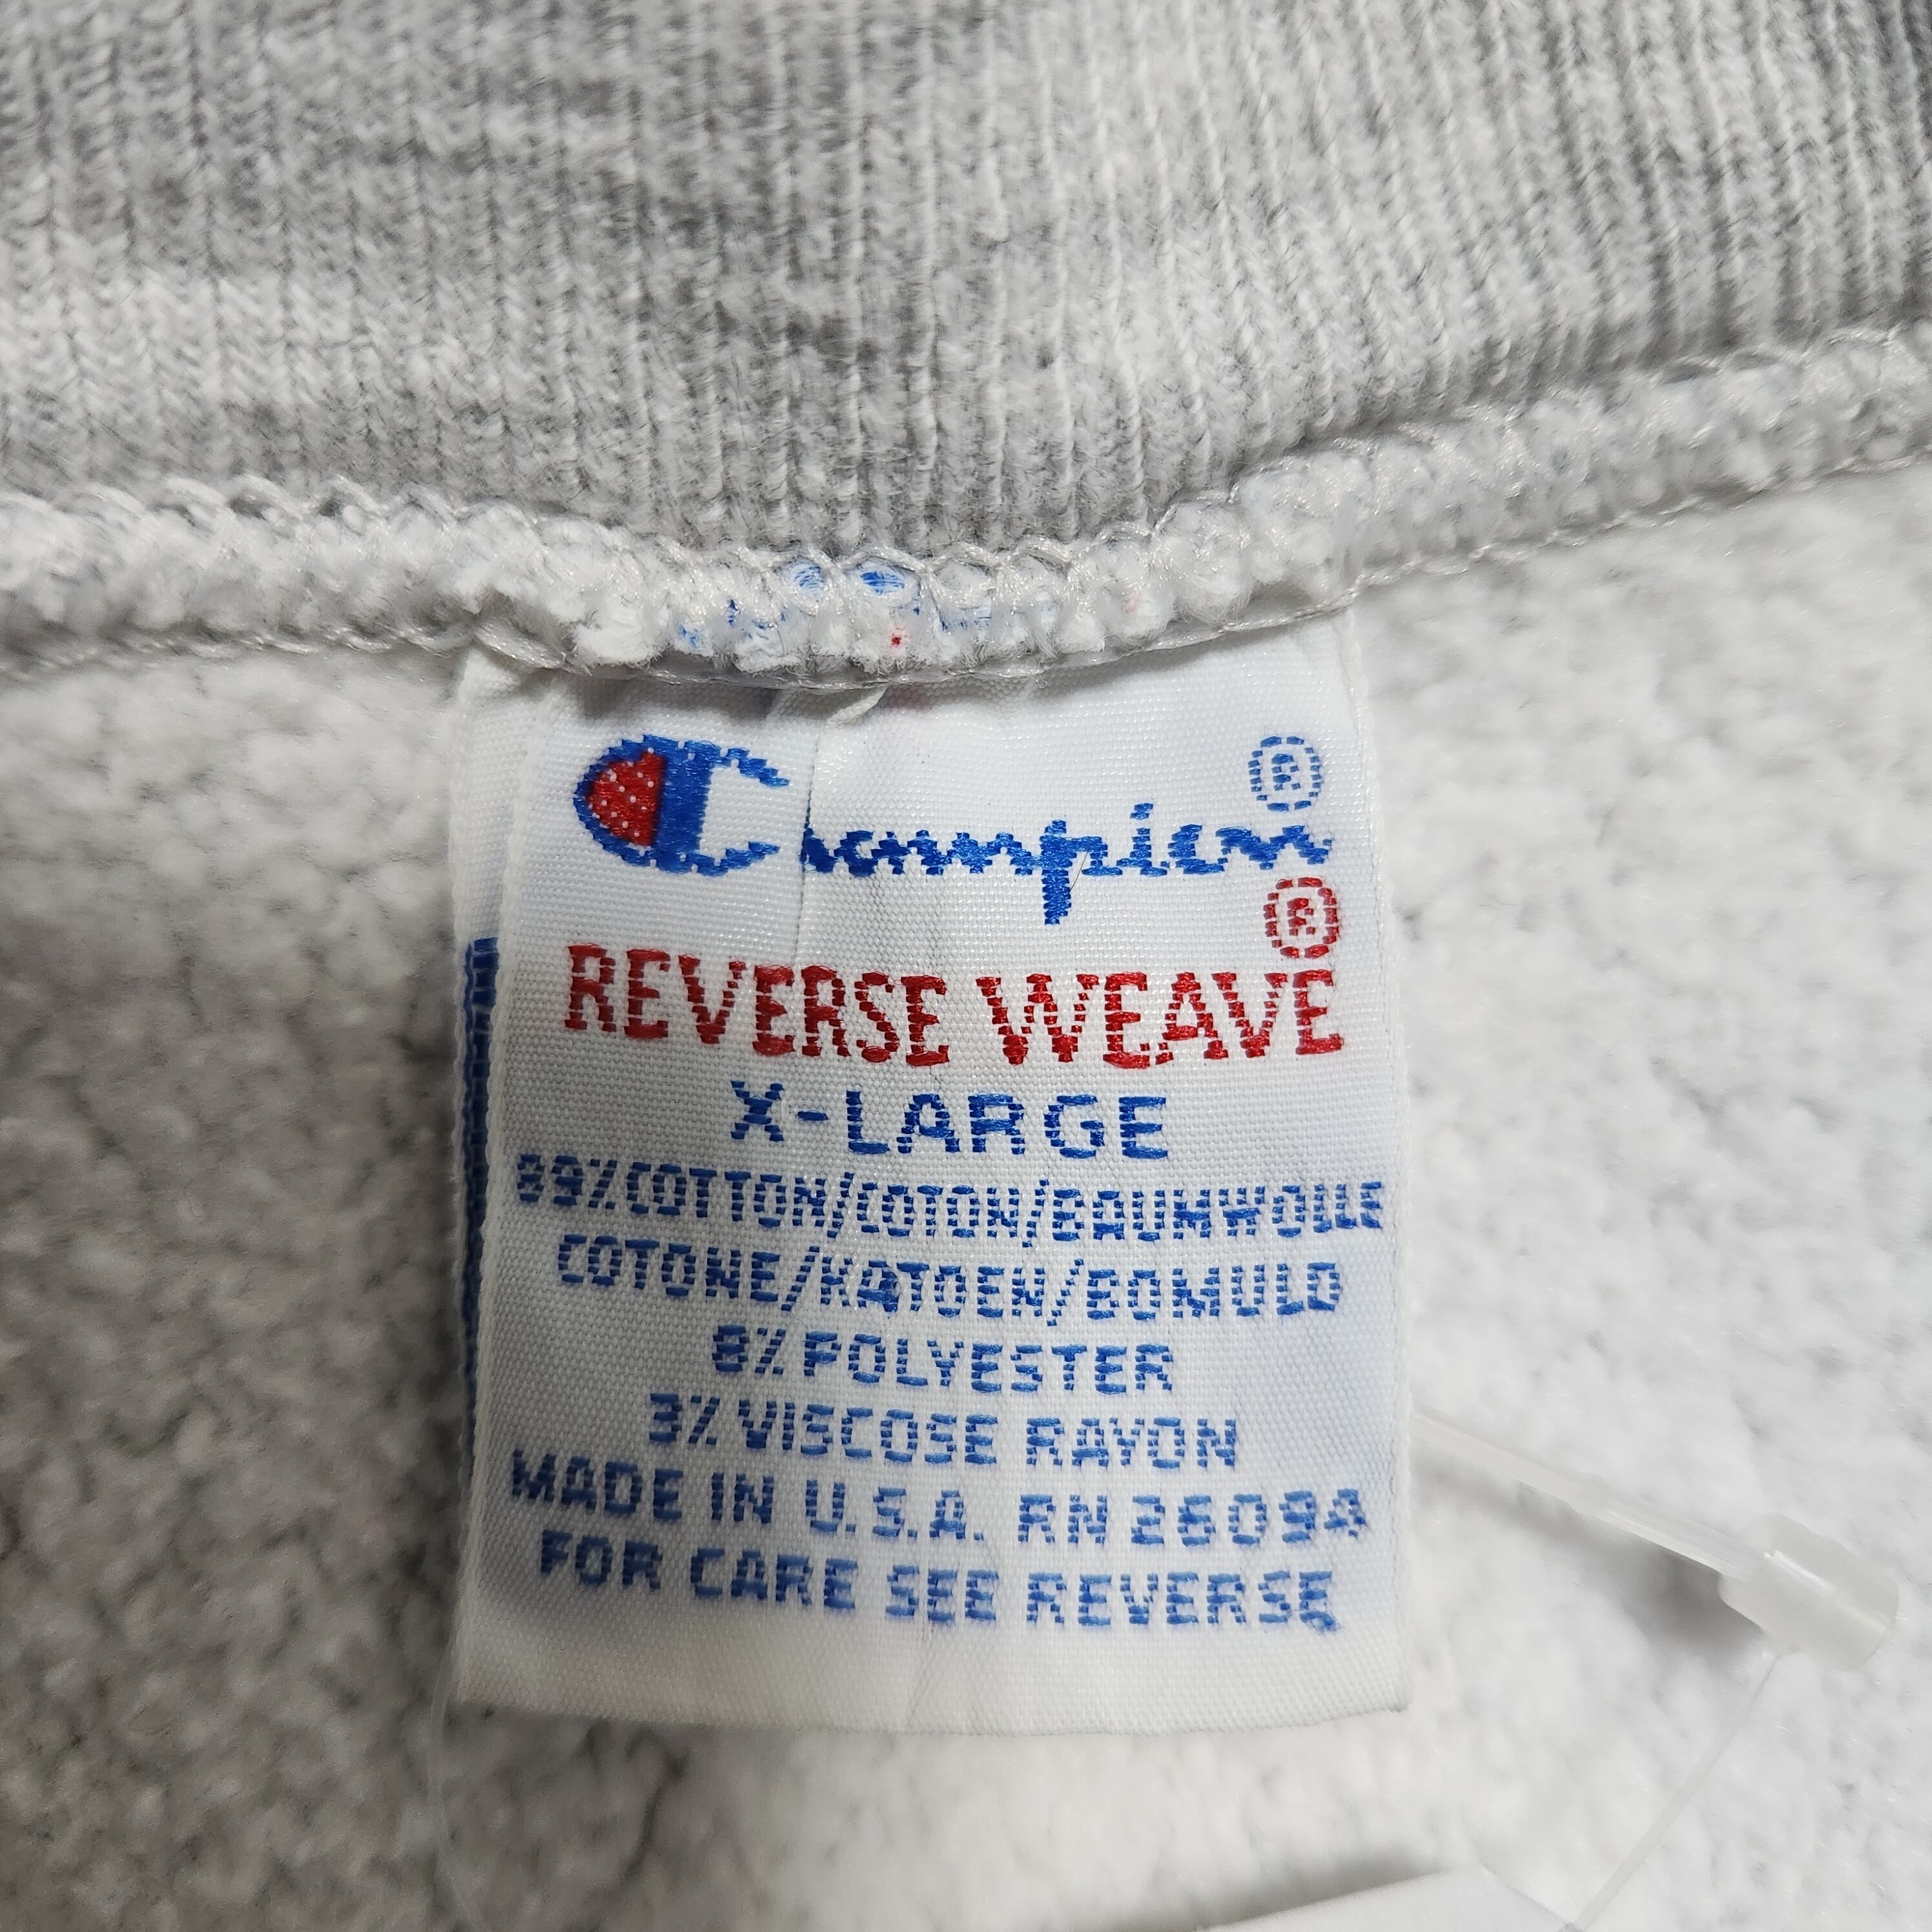 Champion®
REVERSE WEAVE®
X-LARGE
89%COTTON/COTON/BAUMWOLLE
COTONE/KATOEN/BOMULD
8%POLYESTER
3%VISCOSE RAYON
MADE IN U.S.A. RN 26094
FOR CARE SEE REVERSE